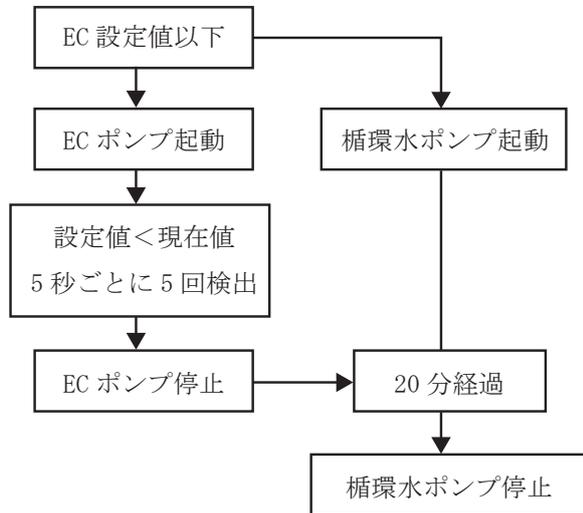 EC 設定値以下
EC ポンプ起動
楯環水ポンプ起動
設定値＜現在値
5 秒ごとに 5 回検出
EC ポンプ停止
20 分経過
楯環水ポンプ停止